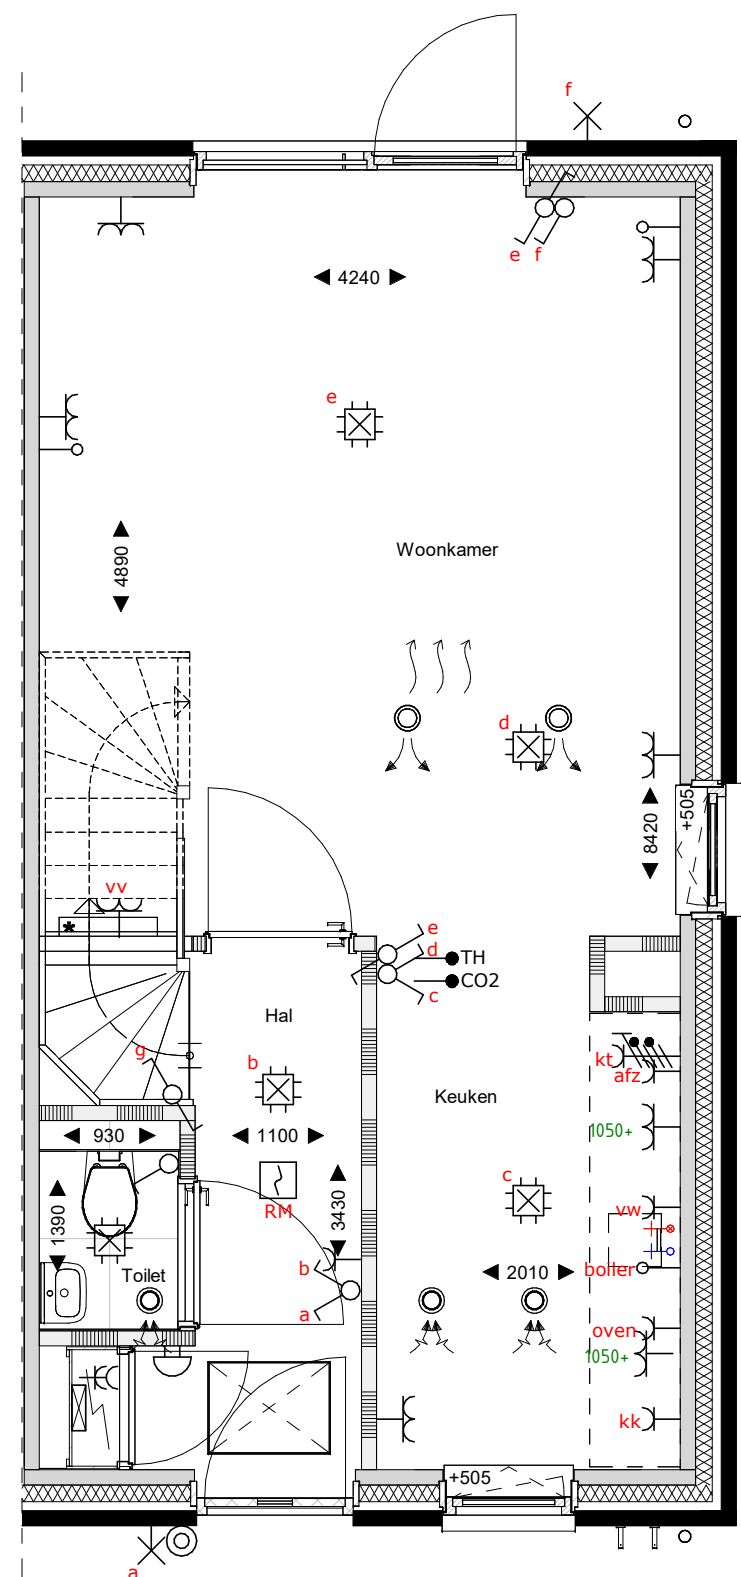 f
e f
4240
e
4890
Woonkamer
d
+505
8420
vv
*
e
d TH
CO2
c
Hal
g
b
kt
afz
Keuken
1050+
930
1100
c
RM
vw
1390
3430
b
boiler
Toilet
2010
a
oven
1050+
kk
+505
a